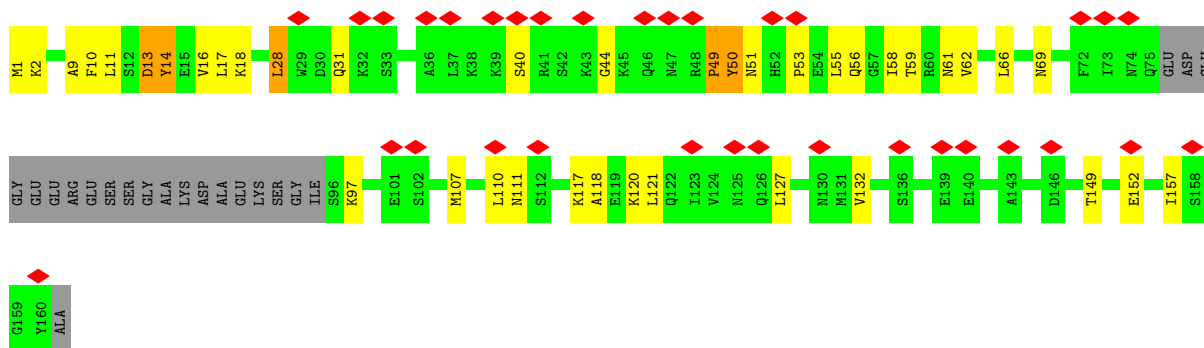 M1 K2 A9 F10 L11 S12 D13 Y14 E15 V16 L17 K18 L28 W29 D30 Q31 K32 S33 A36 L37 K38 K39 S40 R41 S42 K43 G44 K45 Q46 N47 R48 P49 Y50 N51 H52 P53 E54 L55 Q56 G57 I58 T59 R60 N61 V62 L66 N69 F72 I73 N74 Q75 GLU ASP GLU
GLY GLU GLU ARG GLU SER SER GLY ALA LYS ASP ALA GLU LYS SER GLY ILE S96 K97 E101 S102 M107 L110 N111 S112 K117 A118 E119 K120 L121 Q122 I123 V124 N125 Q126 L127 N130 M131 V132 S136 E139 E140 A143 D146 T149 E152 I157 S158
G159 Y160 ALA